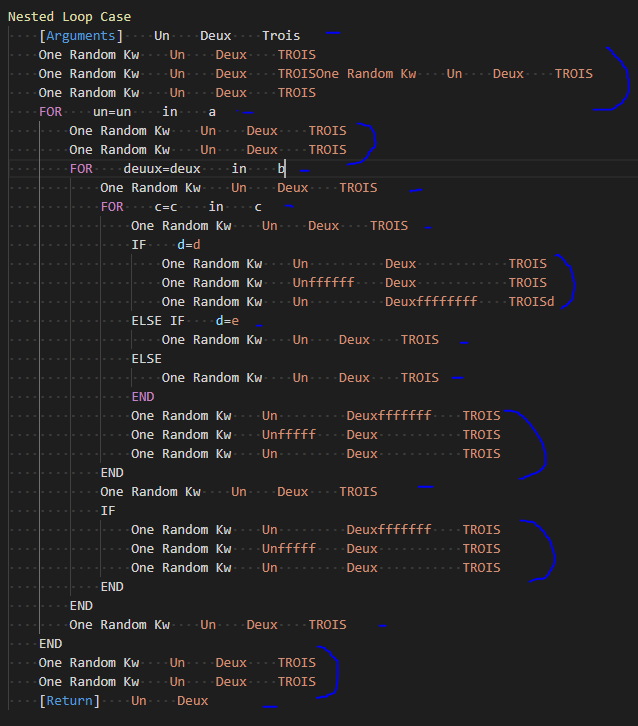 Nested Loop Case
[Arguments]    Un    Deux    Trois
One Random Kw    Un    Deux    TROIS
One Random Kw    Un    Deux    TROISOne Random Kw    Un    Deux    TROIS
One Random Kw    Un    Deux    TROIS
FOR    un=un    in    a
One Random Kw    Un    Deux    TROIS
One Random Kw    Un    Deux    TROIS
FOR    deuux=deux    in    b
One Random Kw    Un    Deux    TROIS
FOR    c=c    in    c
One Random Kw    Un    Deux    TROIS
IF    d=d
One Random Kw    Un          Deux            TROIS
One Random Kw    Unffffff    Deux            TROIS
One Random Kw    Un          Deuxffffffff    TROISd
ELSE IF    d=e
One Random Kw    Un    Deux    TROIS
ELSE
One Random Kw    Un    Deux    TROIS
END
One Random Kw    Un         Deuxfffffff    TROIS
One Random Kw    Unfffff    Deux           TROIS
One Random Kw    Un         Deux           TROIS
END
One Random Kw    Un    Deux    TROIS
IF
One Random Kw    Un         Deuxfffffff    TROIS
One Random Kw    Unfffff    Deux           TROIS
One Random Kw    Un         Deux           TROIS
END
END
One Random Kw    Un    Deux    TROIS
END
One Random Kw    Un    Deux    TROIS
One Random Kw    Un    Deux    TROIS
[Return]    Un    Deux